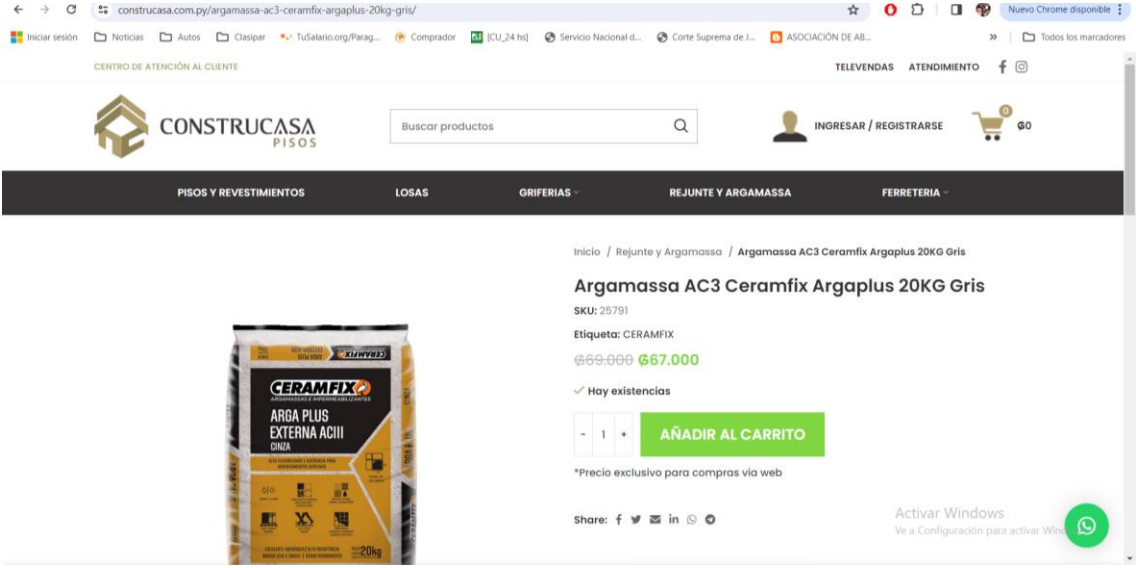 construcasa.com.py/argamassa-ac3-ceramfix-argaplus-20kg-gris/
Nuevo Chrome disponible
Iniciar sesión Noticias Autos Clasipar TuSalario.org/Parag... Comprador [CU_24 hs] Servicio Nacional d... Corte Suprema de J... ASOCIACIÓN DE AB... » Todos los marcadores
CENTRO DE ATENCIÓN AL CLIENTE
TELEVENDAS ATENDIMIENTO
CONSTRUCASA
PISOS
Buscar productos
INGRESAR / REGISTRARSE
0
₲0
PISOS Y REVESTIMIENTOS LOSAS GRIFERIAS REJUNTE Y ARGAMASSA FERRETERIA
Inicio / Rejunte y Argamassa / Argamassa AC3 Ceramfix Argaplus 20KG Gris
Argamassa AC3 Ceramfix Argaplus 20KG Gris
SKU: 25791
Etiqueta: CERAMFIX
₲69.000 ₲67.000
Hay existencias
- 1 +
AÑADIR AL CARRITO
*Precio exclusivo para compras via web
Share:
CERAMFIX
CERAMFIX
ARGAMASSAS E IMPERMEABILIZANTES
ARGA PLUS
EXTERNA ACIII
CINZA
20kg
Activar Windows
Ve a Configuración para activar Win